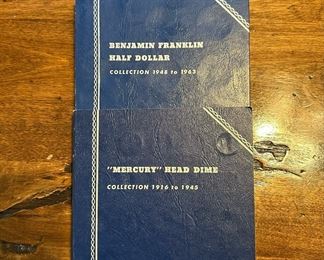 BENJAMIN FRANKLIN
HALF DOLLAR
COLLECTION 1948 to 1963
"MERCURY" HEAD DIME
COLLECTION 1916 to 1945